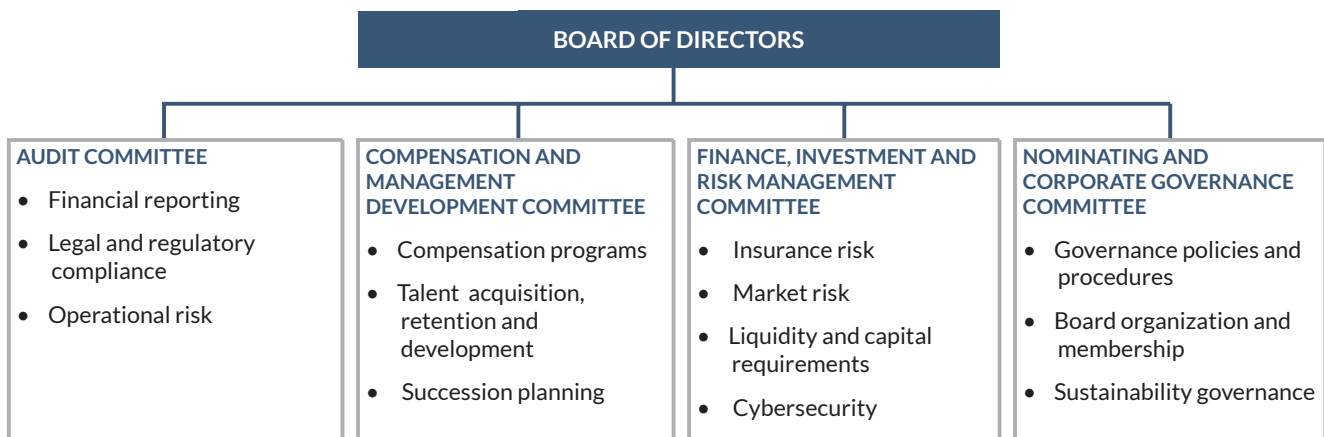 BOARD OF DIRECTORS
AUDIT COMMITTEE
• Financial reporting
• Legal and regulatory
compliance
• Operational risk
COMPENSATION AND
MANAGEMENT
DEVELOPMENT COMMITTEE
• Compensation programs
• Talent acquisition,
retention and
development
• Succession planning
FINANCE, INVESTMENT AND
RISK MANAGEMENT
COMMITTEE
• Insurance risk
• Market risk
• Liquidity and capital
requirements
• Cybersecurity
NOMINATING AND
CORPORATE GOVERNANCE
COMMITTEE
• Governance policies and
procedures
• Board organization and
membership
• Sustainability governance